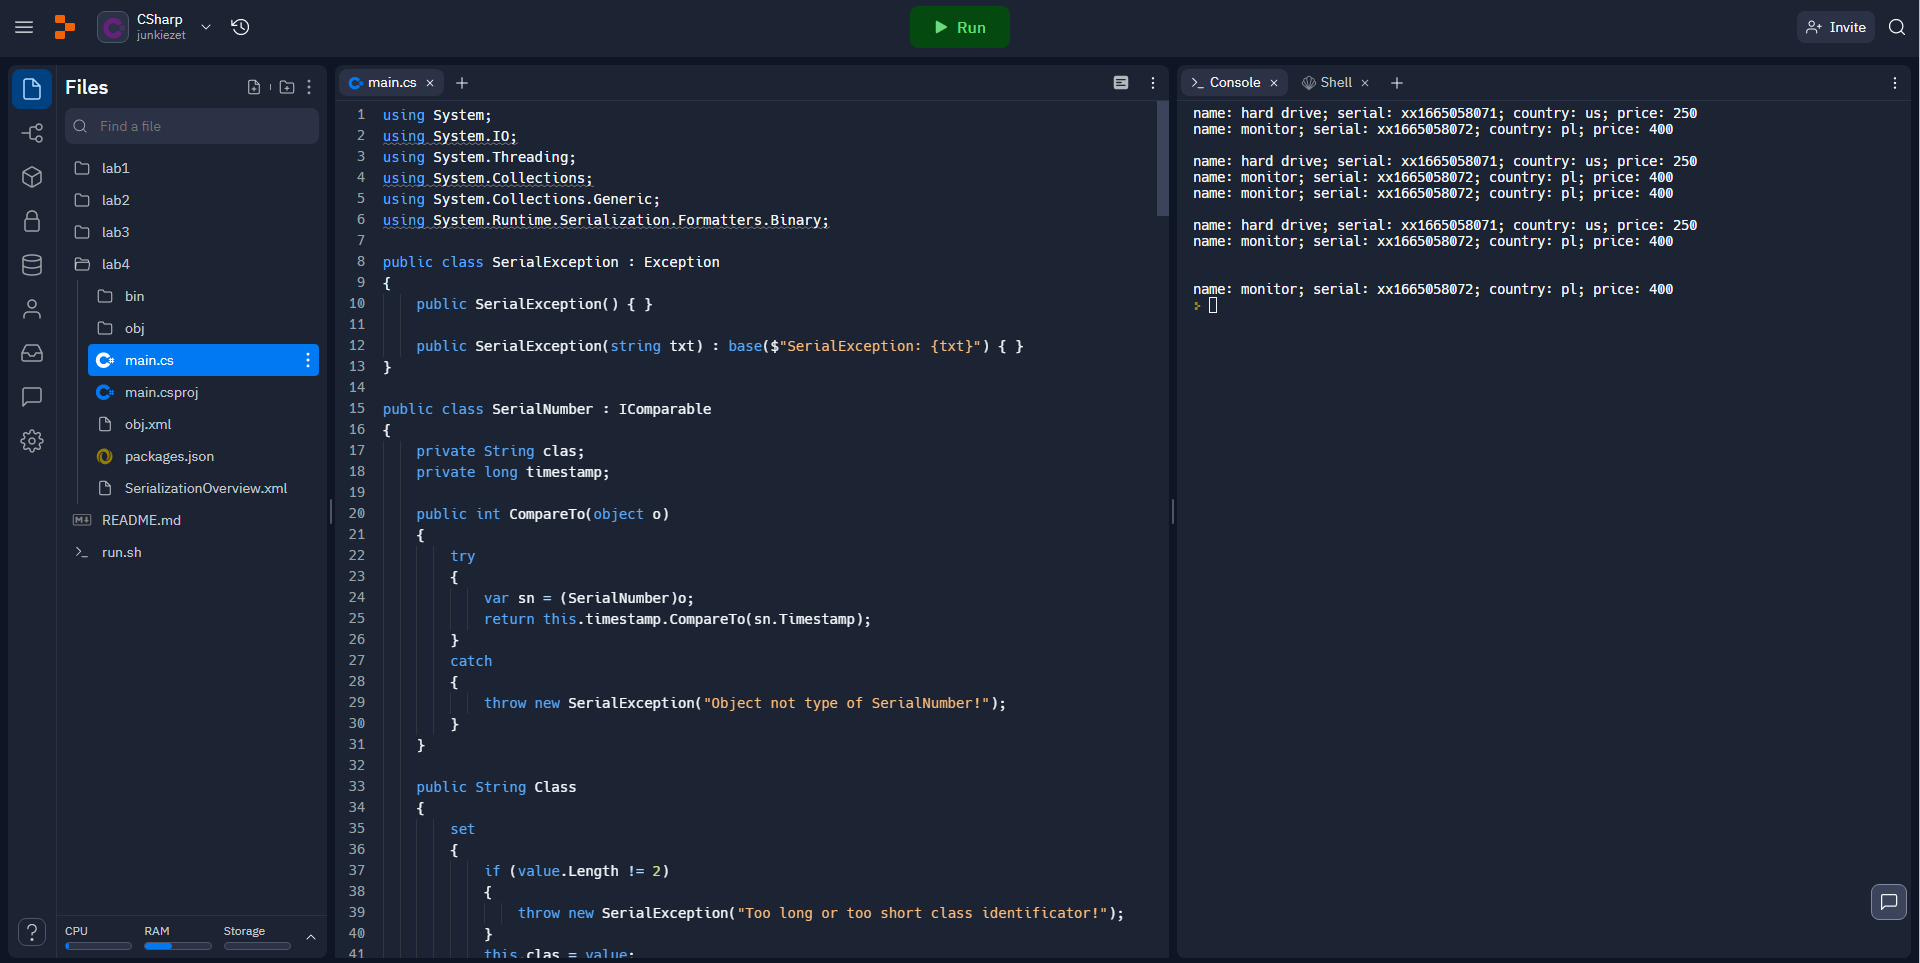 CSharp
junkiezet
Run
Invite
Files
Find a file
lab1
lab2
lab3
lab4
bin
obj
main.cs
main.csproj
obj.xml
packages.json
SerializationOverview.xml
README.md
run.sh
CPU
RAM
Storage
main.cs
1 using System;
2 using System.IO;
3 using System.Threading;
4 using System.Collections;
5 using System.Collections.Generic;
6 using System.Runtime.Serialization.Formatters.Binary;
7
8 public class SerialException : Exception
9 {
10 public SerialException() { }
11
12 public SerialException(string txt) : base($"SerialException: {txt}") { }
13 }
14
15 public class SerialNumber : IComparable
16 {
17 private String clas;
18 private long timestamp;
19
20 public int CompareTo(object o)
21 {
22 try
23 {
24 var sn = (SerialNumber)o;
25 return this.timestamp.CompareTo(sn.Timestamp);
26 }
27 catch
28 {
29 throw new SerialException("Object not type of SerialNumber!");
30 }
31 }
32
33 public String Class
34 {
35 set
36 {
37 if (value.Length != 2)
38 {
39 throw new SerialException("Too long or too short class identificator!");
40 }
41 this.clas = value;
Console
Shell
name: hard drive; serial: xx1665058071; country: us; price: 250
name: monitor; serial: xx1665058072; country: pl; price: 400
name: hard drive; serial: xx1665058071; country: us; price: 250
name: monitor; serial: xx1665058072; country: pl; price: 400
name: monitor; serial: xx1665058072; country: pl; price: 400
name: hard drive; serial: xx1665058071; country: us; price: 250
name: monitor; serial: xx1665058072; country: pl; price: 400
name: monitor; serial: xx1665058072; country: pl; price: 400